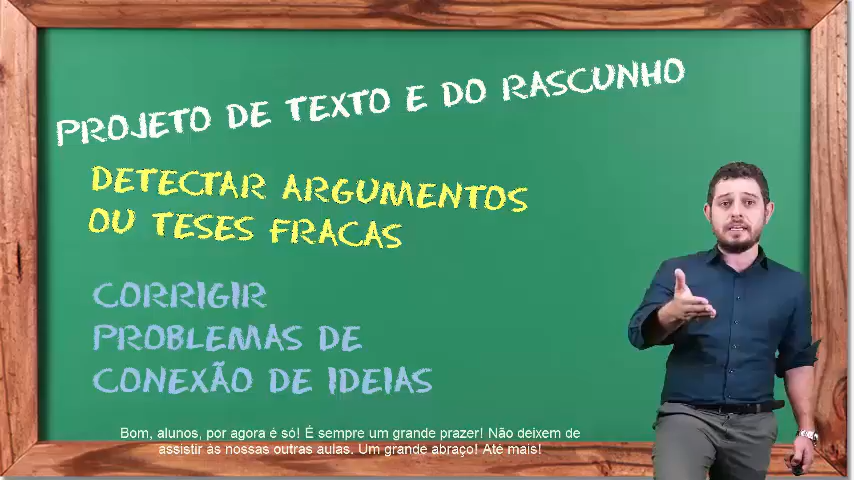 PROJETO DE TEXTO E DO RASCUNHO
DETECTAR ARGUMENTOS
OU TESES FRACAS
CORRIGIR
PROBLEMAS DE
CONEXÃO DE IDEIAS
Bom, alunos, por agora é só! É sempre um grande prazer! Não deixem de
assistir às nossas outras aulas. Um grande abraço! Até mais!